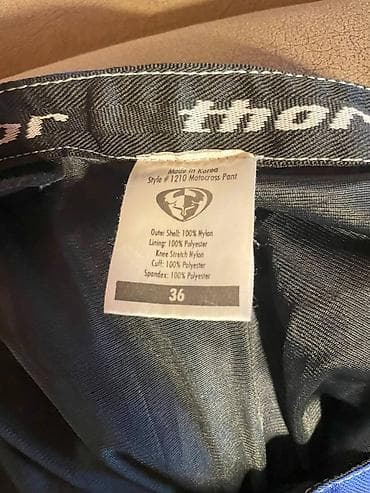 or thor
Made in Korea
Style # 1210 Motocross Pant
Outer Shell: 100% Nylon
Lining: 100% Polyester
Knee Stretch Nylon
Cuff: 100% Polyester
Spandex: 100% Polyester
36